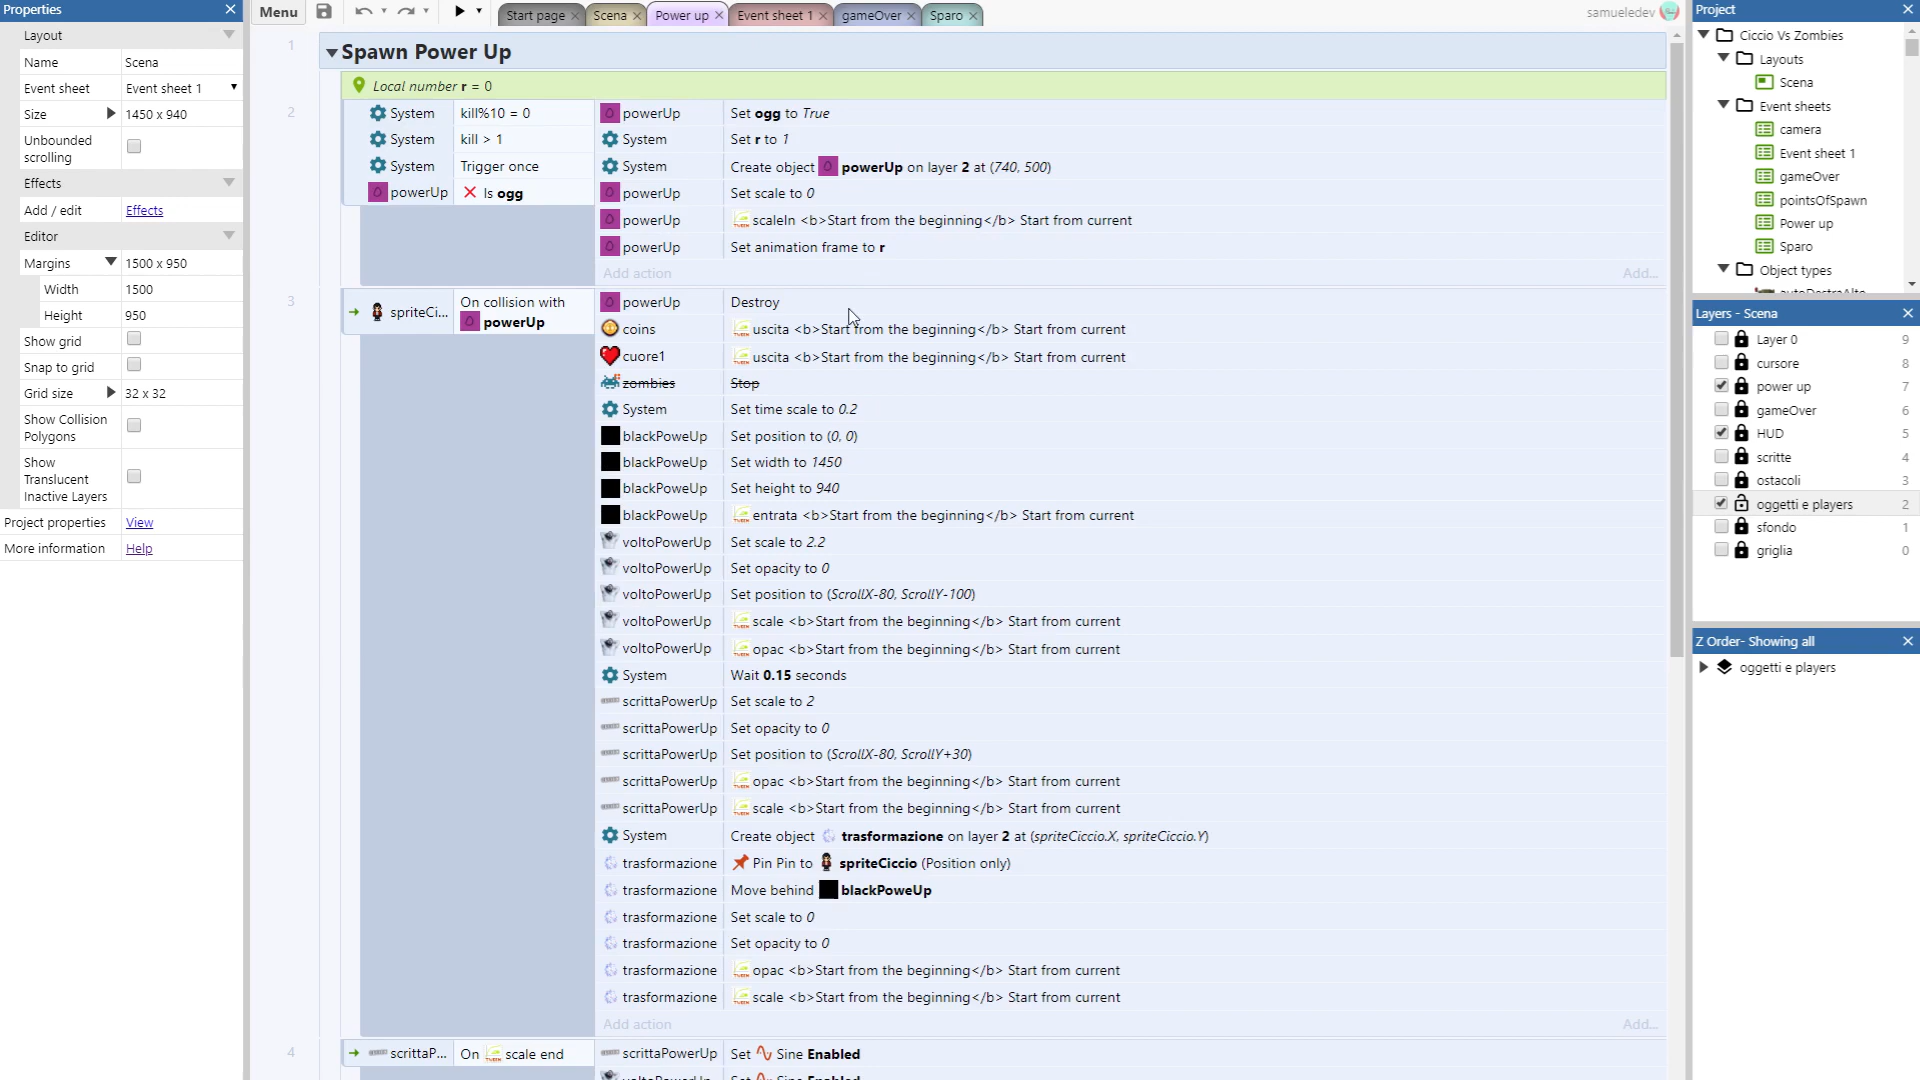 Properties
Layout
Name Scena
Event sheet Event sheet 1
Size 1450 x 940
Unbounded scrolling
Effects
Add / edit Effects
Editor
Margins 1500 x 950
Width 1500
Height 950
Show grid
Snap to grid
Grid size 32 x 32
Show Collision Polygons
Show Translucent Inactive Layers
Project properties View
More information Help
Menu
Start page
Scena
Power up
Event sheet 1
gameOver
Sparo
samueledev
1 Spawn Power Up
Local number r = 0
2 System kill%10 = 0
System kill > 1
System Trigger once
powerUp Is ogg
powerUp Set ogg to True
System Set r to 1
System Create object powerUp on layer 2 at (740, 500)
powerUp Set scale to 0
powerUp scaleIn <b>Start from the beginning</b> Start from current
powerUp Set animation frame to r
Add action Add...
3 spriteCi... On collision with powerUp
powerUp Destroy
coins uscita <b>Start from the beginning</b> Start from current
cuore1 uscita <b>Start from the beginning</b> Start from current
zombies Stop
System Set time scale to 0.2
blackPoweUp Set position to (0, 0)
blackPoweUp Set width to 1450
blackPoweUp Set height to 940
blackPoweUp entrata <b>Start from the beginning</b> Start from current
voltoPowerUp Set scale to 2.2
voltoPowerUp Set opacity to 0
voltoPowerUp Set position to (ScrollX-80, ScrollY-100)
voltoPowerUp scale <b>Start from the beginning</b> Start from current
voltoPowerUp opac <b>Start from the beginning</b> Start from current
System Wait 0.15 seconds
scrittaPowerUp Set scale to 2
scrittaPowerUp Set opacity to 0
scrittaPowerUp Set position to (ScrollX-80, ScrollY+30)
scrittaPowerUp opac <b>Start from the beginning</b> Start from current
scrittaPowerUp scale <b>Start from the beginning</b> Start from current
System Create object trasformazione on layer 2 at (spriteCiccio.X, spriteCiccio.Y)
trasformazione Pin Pin to spriteCiccio (Position only)
trasformazione Move behind blackPoweUp
trasformazione Set scale to 0
trasformazione Set opacity to 0
trasformazione opac <b>Start from the beginning</b> Start from current
trasformazione scale <b>Start from the beginning</b> Start from current
Add action Add...
4 scrittaP... On scale end
scrittaPowerUp Set Sine Enabled
Project
Ciccio Vs Zombies
Layouts
Scena
Event sheets
camera
Event sheet 1
gameOver
pointsOfSpawn
Power up
Sparo
Object types
Layers - Scena
Layer 0 9
cursore 8
power up 7
gameOver 6
HUD 5
scritte 4
ostacoli 3
oggetti e players 2
sfondo 1
griglia 0
Z Order- Showing all
oggetti e players